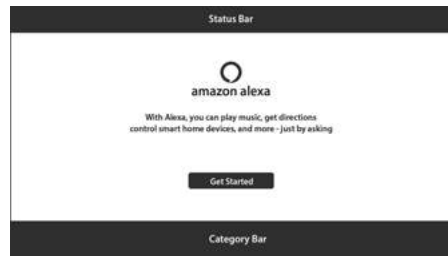 Status Bar
amazon alexa
With Alexa, you can play music, get directions
control smart home devices, and more - just by asking
Get Started
Category Bar